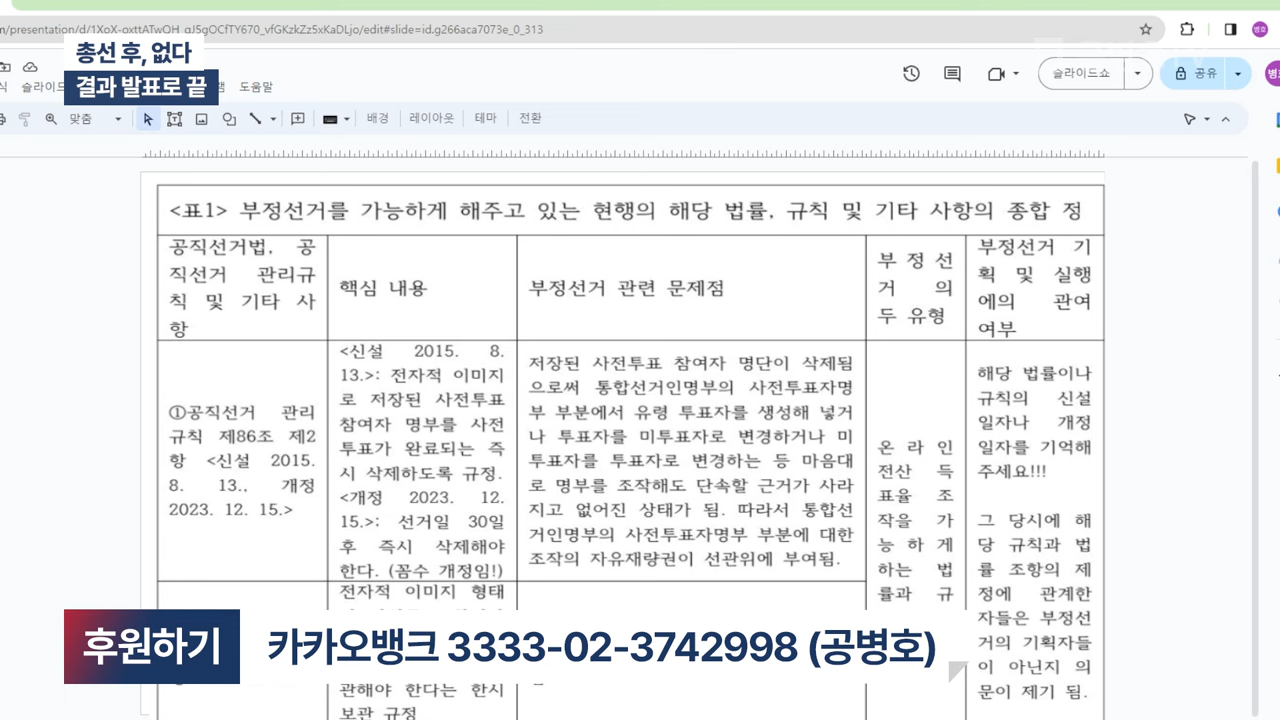 m/presentation/d/1XoX-oxttATwQH_qJ5gOCfTY670_vfGKzkZz5xKaDLjo/edit#slide=id.g266aca7073e_0_313
총선 후, 없다
결과 발표로 끝
슬라이드
도움말
슬라이드쇼
공유
맞춤
배경
레이아웃
테마
전환
<표1> 부정선거를 가능하게 해주고 있는 현행의 해당 법률, 규칙 및 기타 사항의 종합 정
공직선거법, 공
직선거 관리규
칙 및 기타 사
항
핵심 내용
부정선거 관련 문제점
부 정 선
거 의
두 유형
부정선거 기
획 및 실행
에의 관여
여부
①공직선거 관리
규칙 제86조 제2
항 <신설 2015.
8. 13., 개정
2023. 12. 15.>
<신설 2015. 8.
13.>: 전자적 이미지
로 저장된 사전투표
참여자 명부를 사전
투표가 완료되는 즉
시 삭제하도록 규정.
<개정 2023. 12.
15.>: 선거일 30일
후 즉시 삭제해야
한다. (꼼수 개정임!)
저장된 사전투표 참여자 명단이 삭제됨
으로써 통합선거인명부의 사전투표자명
부 부분에서 유령 투표자를 생성해 넣거
나 투표자를 미투표자로 변경하거나 미
투표자를 투표자로 변경하는 등 마음대
로 명부를 조작해도 단속할 근거가 사라
지고 없어진 상태가 됨. 따라서 통합선
거인명부의 사전투표자명부 부분에 대한
조작의 자유재량권이 선관위에 부여됨.
온 라 인
전산 득
표율 조
작을 가
능 하 게
하는 법
률과 규
해당 법률이나
규칙의 신설
일자나 개정
일자를 기억해
주세요!!!
그 당시에 해
당 규칙과 법
률 조항의 제
정에 관계한
자들은 부정선
거의 기획자들
이 아닌지 의
문이 제기 됨.
전자적 이미지 형태
관해야 한다는 한시
보관 규정
후원하기
카카오뱅크 3333-02-3742998 (공병호)